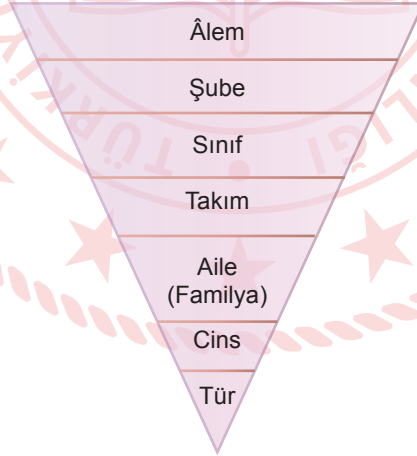 Âlem
Şube
Sınıf
Takım
Aile
(Familya)
Cins
Tür